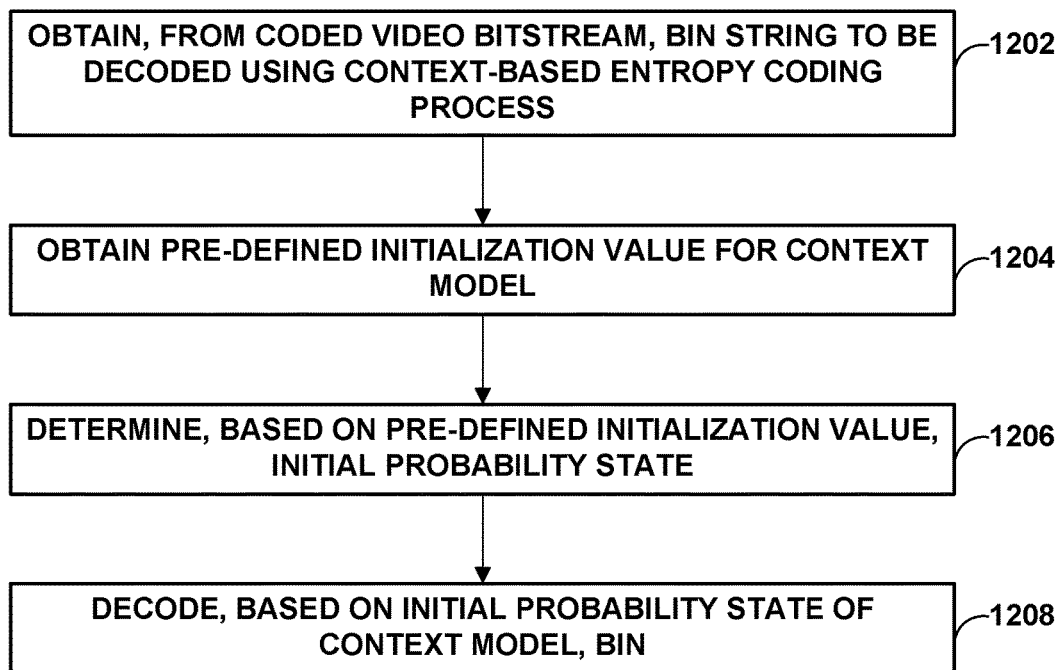 OBTAIN, FROM CODED VIDEO BITSTREAM, BIN STRING TO BE
DECODED USING CONTEXT-BASED ENTROPY CODING
PROCESS
1202
OBTAIN PRE-DEFINED INITIALIZATION VALUE FOR CONTEXT
MODEL
1204
DETERMINE, BASED ON PRE-DEFINED INITIALIZATION VALUE,
INITIAL PROBABILITY STATE
1206
DECODE, BASED ON INITIAL PROBABILITY STATE OF
CONTEXT MODEL, BIN
1208